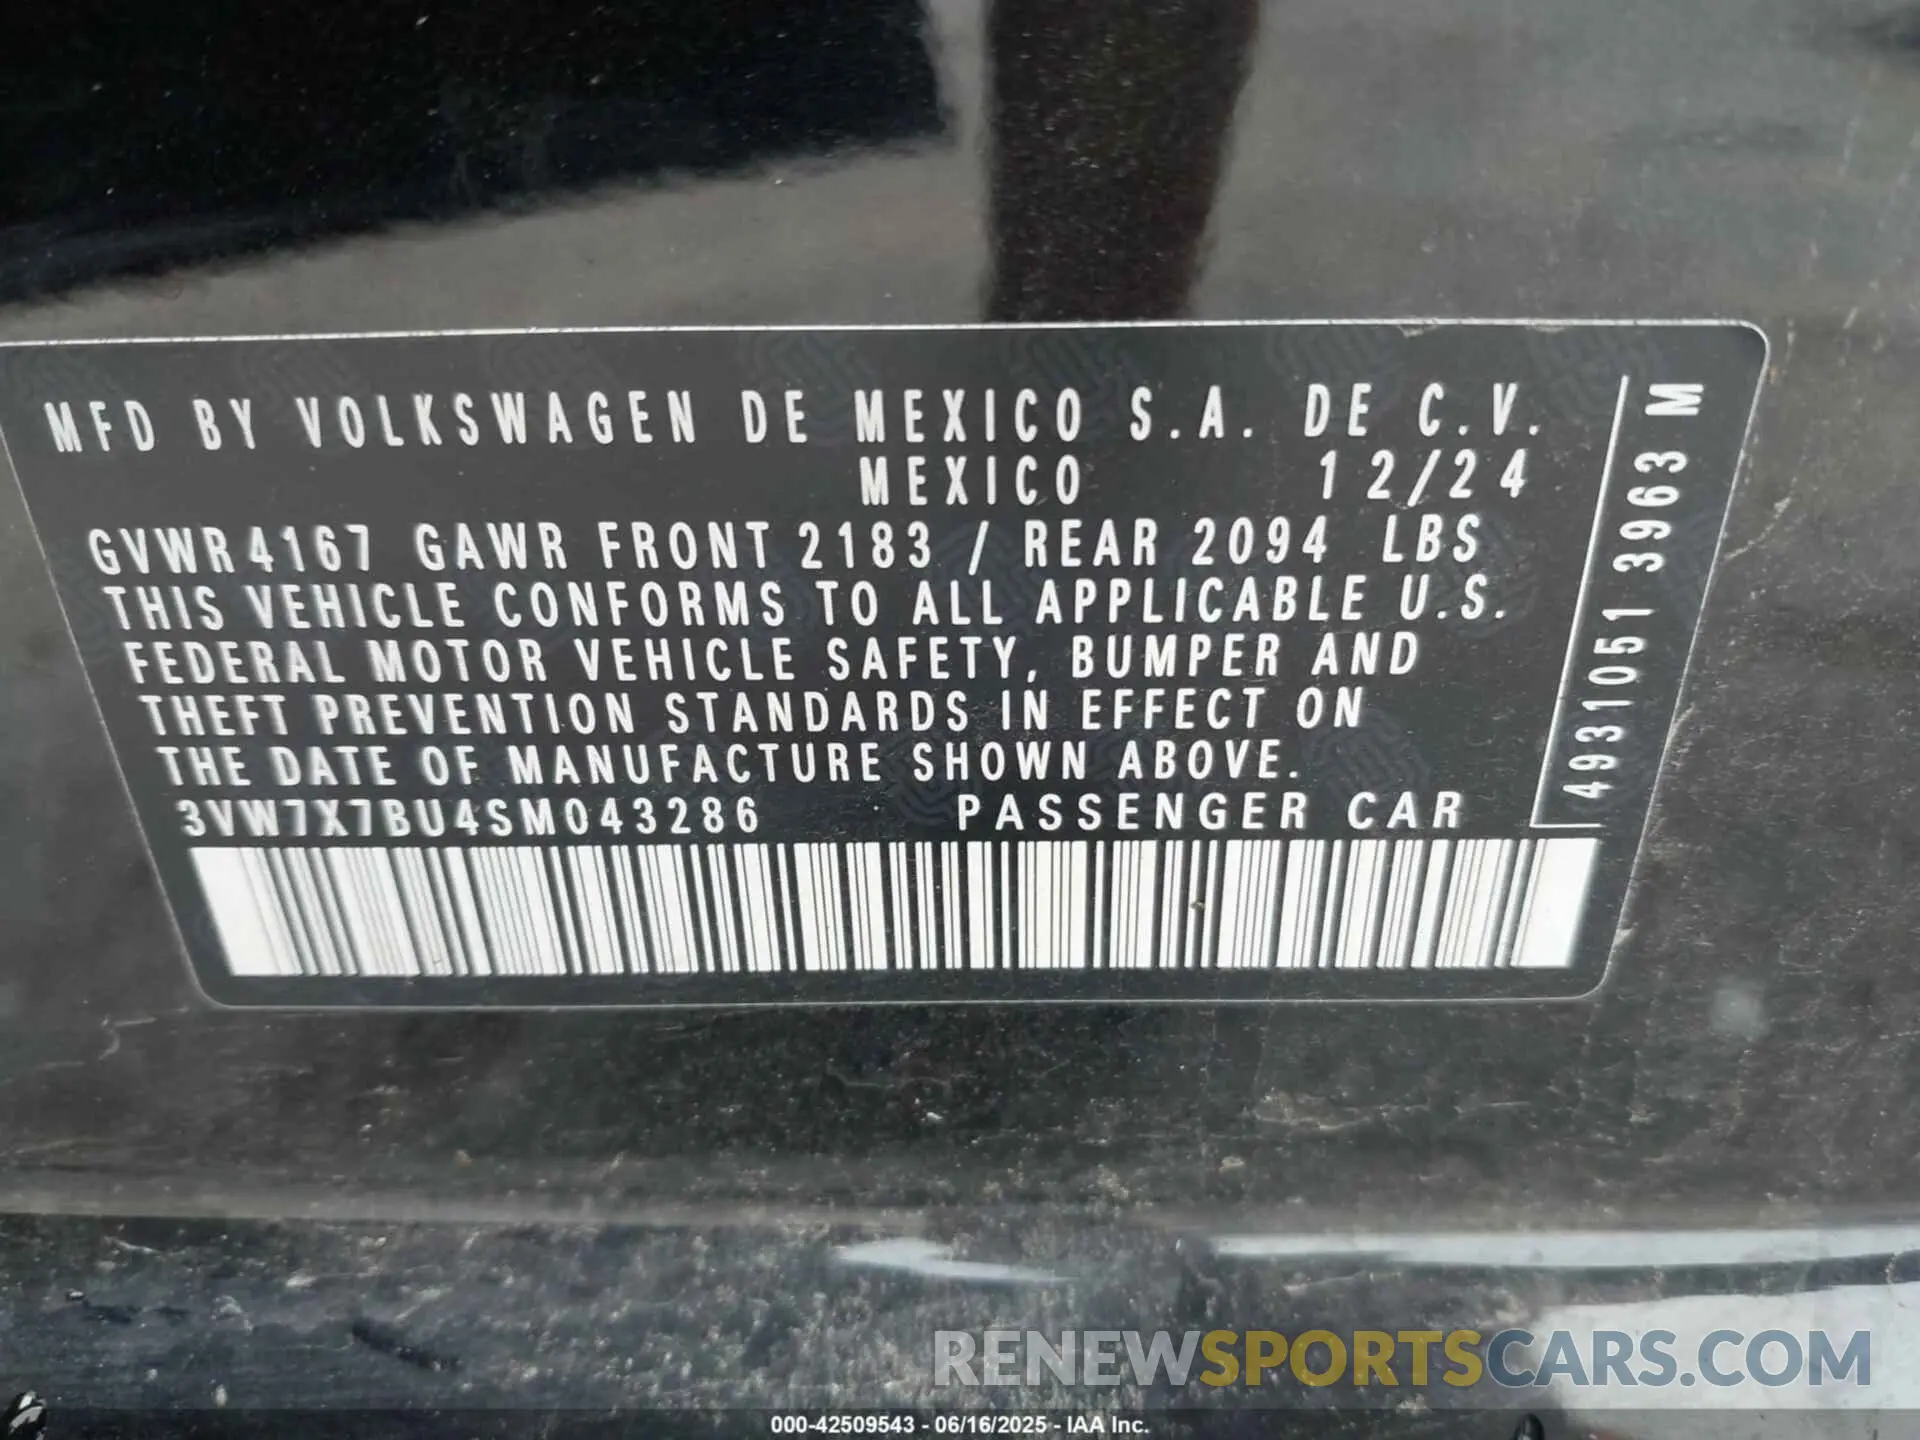 MFD BY VOLKSWAGEN DE MEXICO S.A. DE C.V.
MEXICO 12/24
GVWR 4167 GAWR FRONT 2183 / REAR 2094 LBS
THIS VEHICLE CONFORMS TO ALL APPLICABLE U.S.
FEDERAL MOTOR VEHICLE SAFETY, BUMPER AND
THEFT PREVENTION STANDARDS IN EFFECT ON
THE DATE OF MANUFACTURE SHOWN ABOVE.
3VW7X7BU4SM043286 PASSENGER CAR
4931051 3963 M
RENEWSPORTSCARS.COM
000-42509543 - 06/16/2025 - IAA Inc.